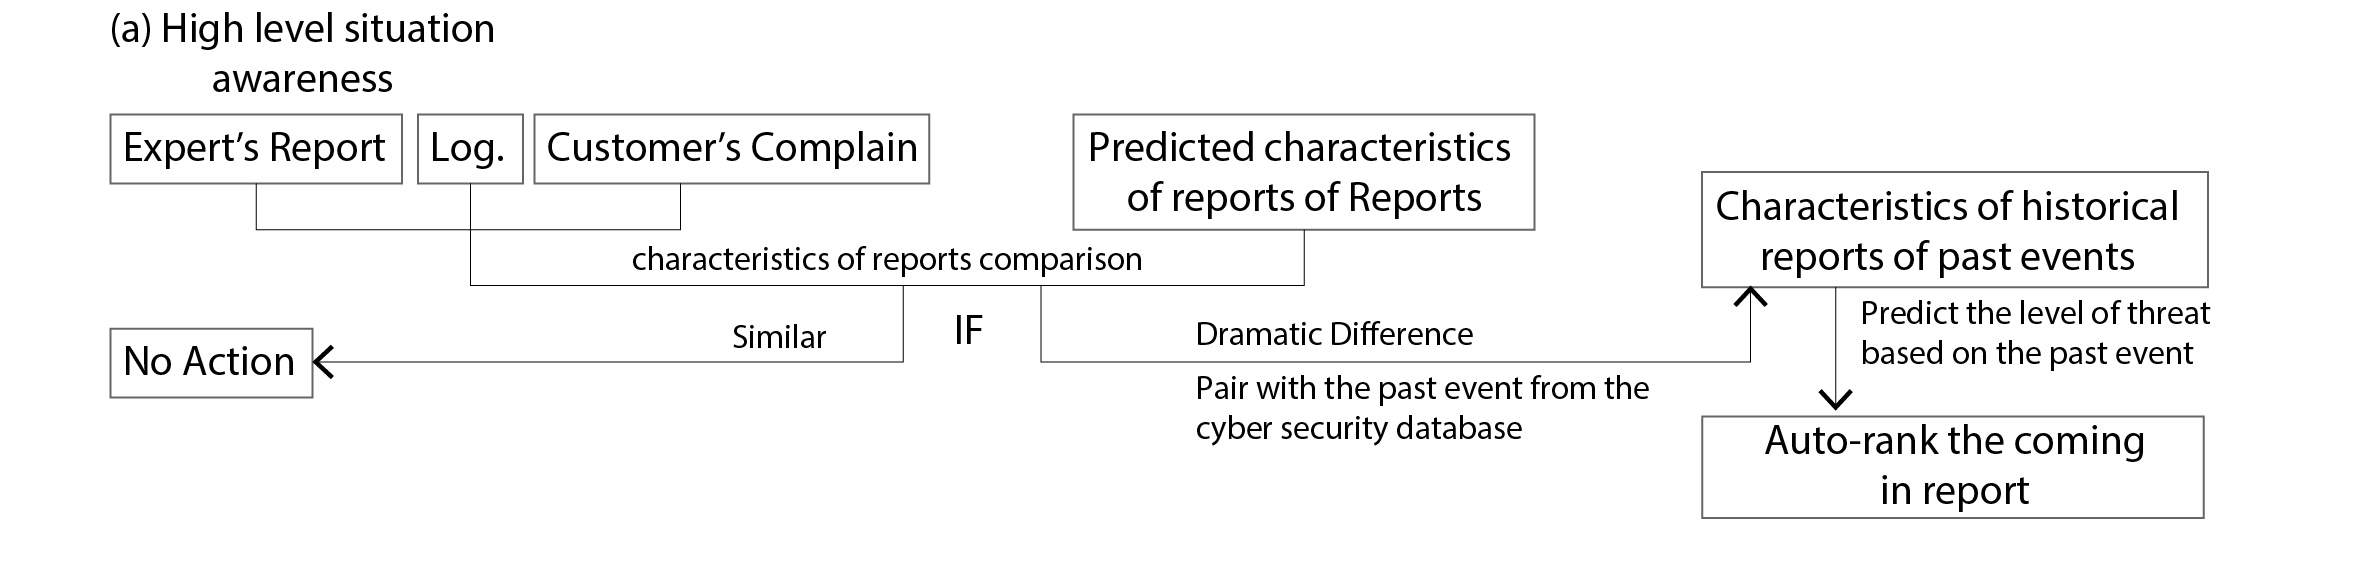 (a) High level situation
awareness
Expert’s Report
Log.
Customer’s Complain
Predicted characteristics
of reports of Reports
Characteristics of historical
reports of past events
characteristics of reports comparison
No Action
Similar
IF
Dramatic Difference
Pair with the past event from the
cyber security database
Predict the level of threat
based on the past event
Auto-rank the coming
in report